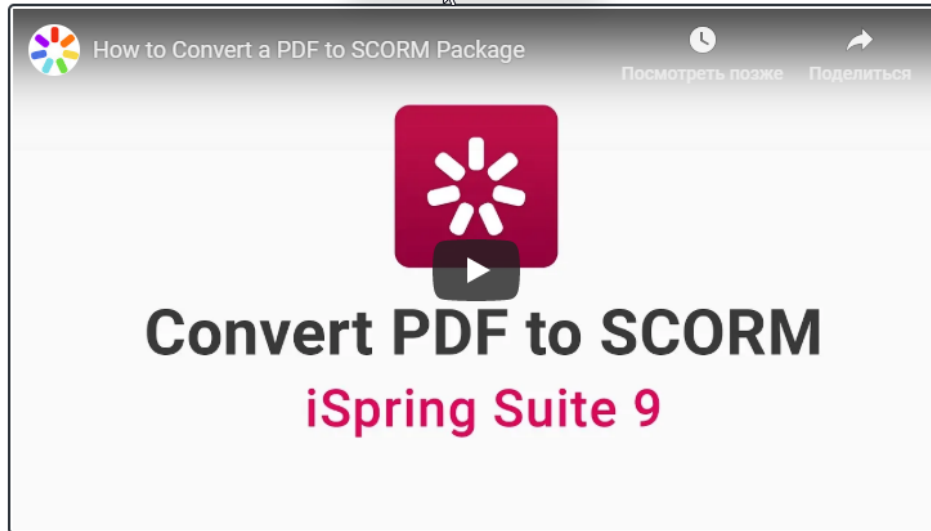 How to Convert a PDF to SCORM Package
Посмотреть позже
Поделиться
Convert PDF to SCORM
iSpring Suite 9